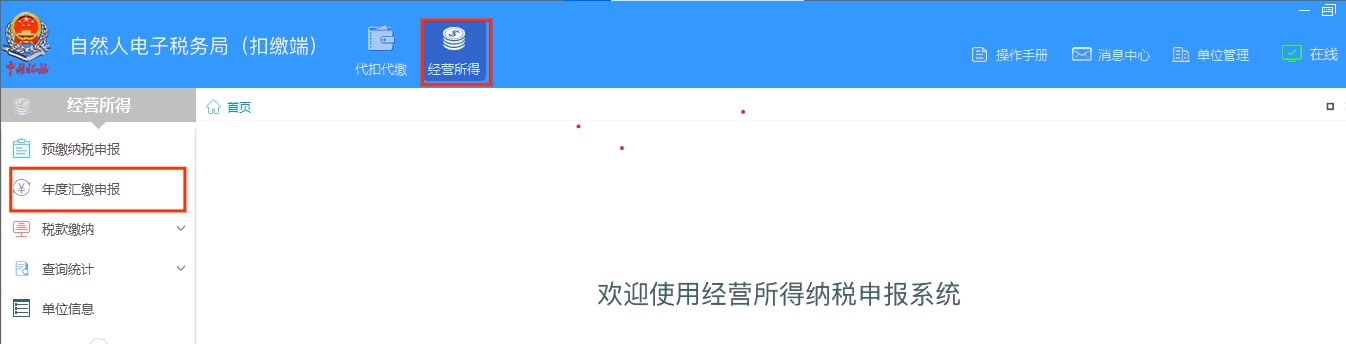 自然人电子税务局（扣缴端）
代扣代缴
经营所得
操作手册
消息中心
单位管理
在线
中国税务
经营所得
首页
预缴纳税申报
年度汇缴申报
税款缴纳
查询统计
单位信息
欢迎使用经营所得纳税申报系统